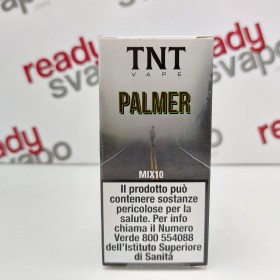 TNT
VAPE
PALMER
MIX10
Il prodotto può
contenere sostanze
pericolose per la
salute. Per info
chiama il Numero
Verde 800 554088
dell'Istituto Superiore
di Sanità
ready
svapo
ready
svapo
ready
svapo